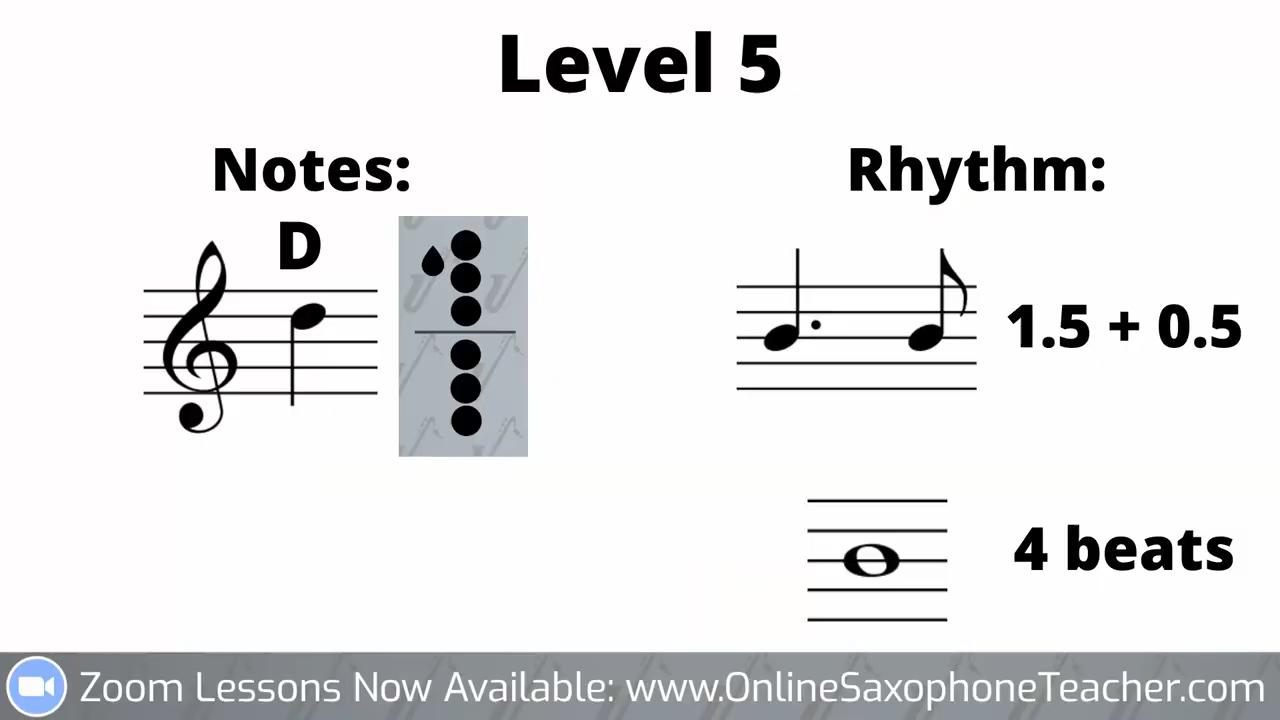 Level 5
Notes:
D
Rhythm:
1.5 + 0.5
4 beats
Zoom Lessons Now Available: www.OnlineSaxophoneTeacher.com